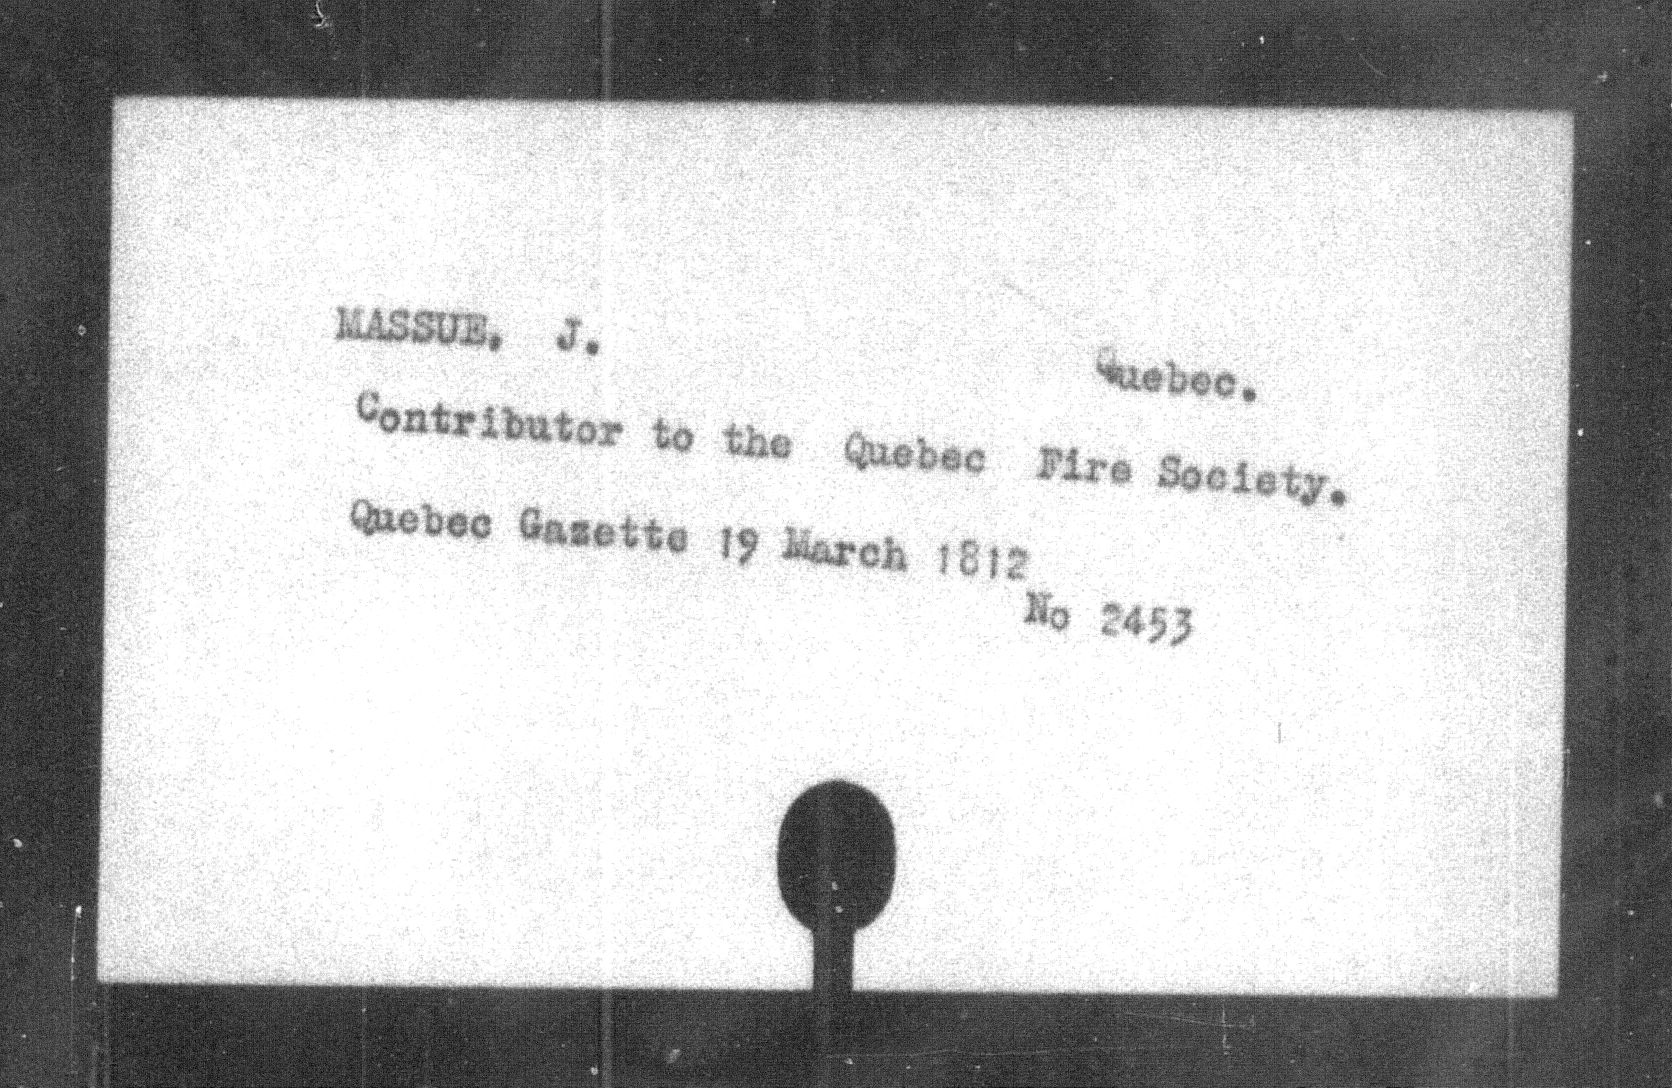 MASSUE, J.
Quebec.
Contributor to the Quebec Fire Society.
Quebec Gazette 19 March 1812
No 2453